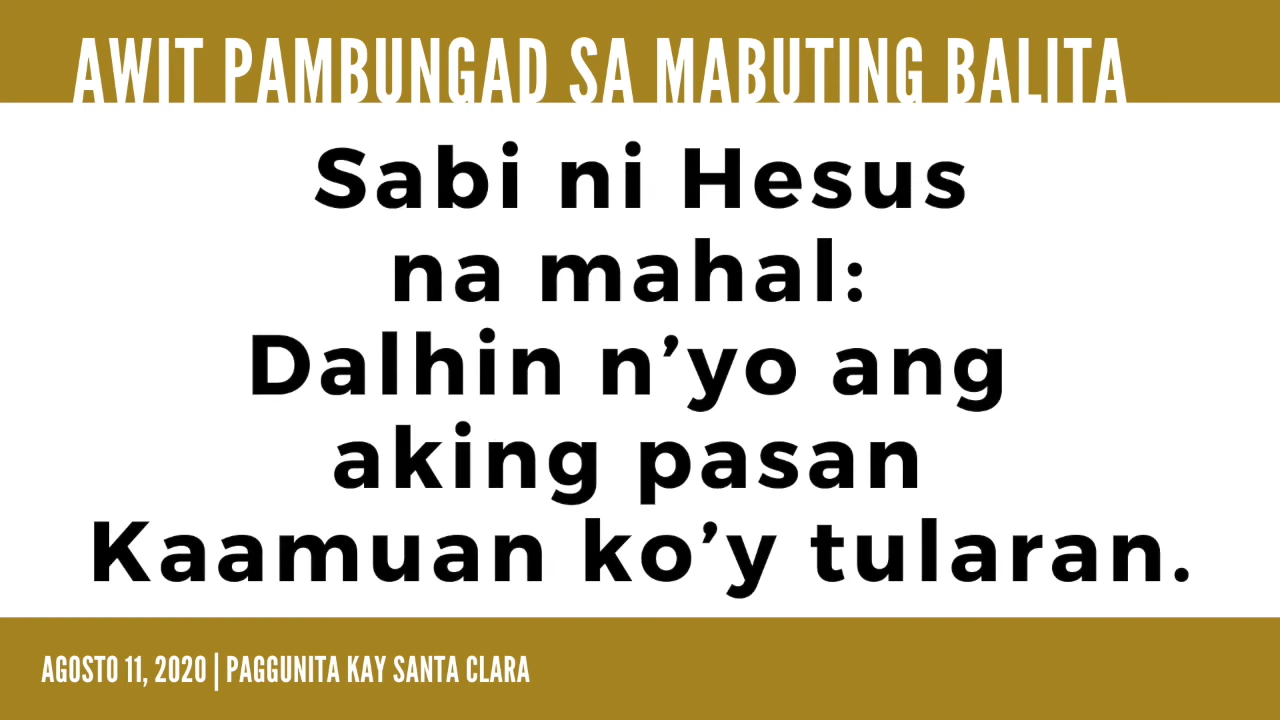 AWIT PAMBUNGAD SA MABUTING BALITA
Sabi ni Hesus
na mahal:
Dalhin n’yo ang
aking pasan
Kaamuan ko’y tularan.
AGOSTO 11, 2020 | PAGGUNITA KAY SANTA CLARA